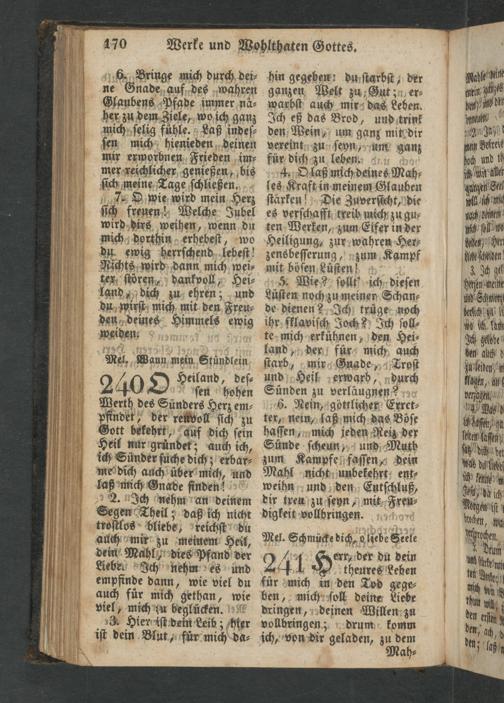 170 Werke und Wohlthaten Gottes.
6. Bringe mich durch dei-
ne Gnade auf des wahren
Glaubens Pfade immer nä-
her zu dem Ziele, wo ich ganz
mich selig fühle. Laß indes-
sen mich hienieden deinen
mir erworbnen Frieden im-
mer reichlicher genießen, bis
sich meine Tage schließen.
7. O wie wird mein Herz
sich freuen! Welche Jubel
wird dirs weihen, wenn du
mich dorthin erhebest, wo
du ewig herrschend lebest!
Nichts wird dann mich wei-
ter stören, dankvoll, Hei-
land, dich zu ehren; und
du wirst mich mit den Freu-
den deines Himmels ewig
weiden.
Mel. Wann mein Stündlein
240 O Heiland, des-
sen hohen
Werth des Sünders Herz em-
pfindet, der reuvoll sich zu
Gott bekehrt, auf dich sein
Heil nur gründet; auch ich,
ich Sünder suche dich; erbar-
me dich auch über mich, und
laß mich Gnade finden!
2. Ich nehm an deinem
Segen Theil; daß ich nicht
trostlos bliebe, reichst du
auch mir zu meinem Heil,
dein Mahl, dies Pfand der
Liebe. Ich nehm es und
empfinde dann, wie viel du
auch für mich gethan, wie
viel, mich zu beglücken.
3. Hier ist dein Leib; hier
ist dein Blut, für mich da-
hin gegeben: du starbst, der
ganzen Welt zu Gut; er-
warbst auch mir das Leben.
Ich eß das Brod, und trink
den Wein, um ganz mit dir
vereint zu seyn, um ganz
für dich zu leben.
4. O laß mich deines Mah-
les Kraft in meinem Glauben
stärken! Die Zuversicht, die
es verschafft treib mich zu gu-
ten Werken, zum Eifer in der
Heiligung, zur wahren Her-
zensbesserung, zum Kampf
mit bösen Lüsten!
5. Wie? sollt' ich diesen
Lüsten noch zu meiner Schan-
de dienen? Ich trüge noch
ihr sklavisch Joch? Ich soll-
te mich erkühnen, den Hei-
land, der für mich auch
starb, mir Gnade, Trost
und Heil erwarb, durch
Sünden zu verläugnen?
6. Nein, göttlicher Erret-
ter, nein, laß mich das Böse
hassen, mich jeden Reiz der
Sünde scheun, und Muth
zum Kampfe fassen, dein
Mahl nicht unbekehrt ent-
weihn und den Entschluß,
dir treu zu seyn, mit Freu-
digkeit vollbringen.
Mel. Schmücke dich, o liebe Seele
241 Herr, der du dein
theures Leben
für mich in den Tod gege-
ben, mich soll deine Liebe
dringen, deinen Willen zu
vollbringen; drum komm
ich, von dir geladen, zu dem
Mah-